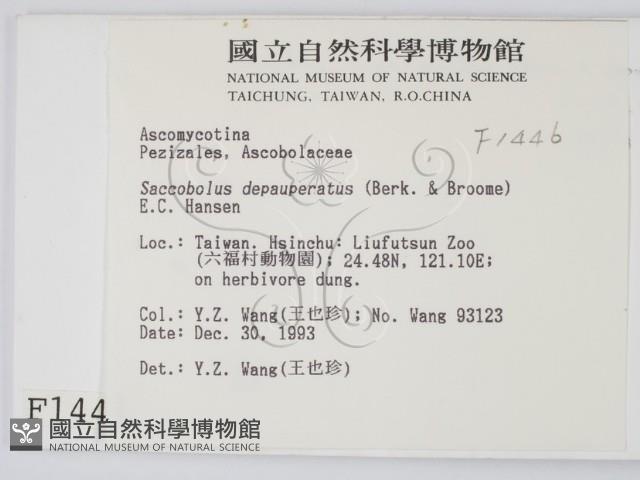 國立自然科學博物館
NATIONAL MUSEUM OF NATURAL SCIENCE
TAICHUNG, TAIWAN, R.O.CHINA
F1446
Ascomycotina
Pezizales, Ascobolaceae
Saccobolus depauperatus (Berk. & Broome)
E.C. Hansen
Loc.: Taiwan. Hsinchu: Liufutsun Zoo
(六福村動物園); 24.48N, 121.10E;
on herbivore dung.
Col.: Y.Z. Wang(王也珍); No. Wang 93123
Date: Dec. 30, 1993
Det.: Y.Z. Wang(王也珍)
F144
國立自然科學博物館
NATIONAL MUSEUM OF NATURAL SCIENCE